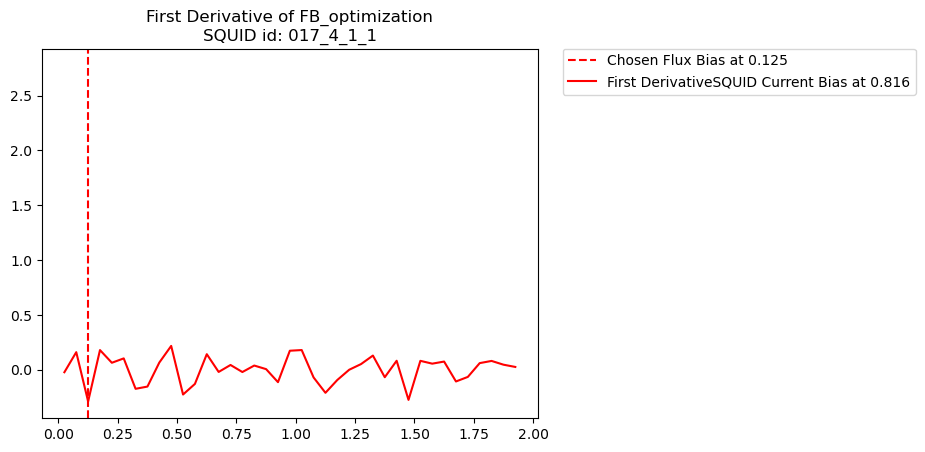 First Derivative of FB_optimization
SQUID id: 017_4_1_1
Chosen Flux Bias at 0.125
First DerivativeSQUID Current Bias at 0.816
2.5
2.0
1.5
1.0
0.5
0.0
0.00 0.25 0.50 0.75 1.00 1.25 1.50 1.75 2.00